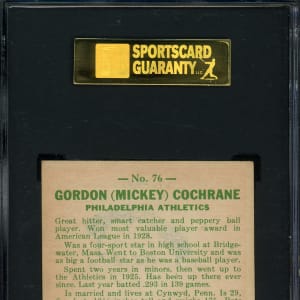 SPORTSCARD
GUARANTY LLC
— No. 76 —
GORDON (MICKEY) COCHRANE
PHILADELPHIA ATHLETICS
Great hitter, smart catcher and peppery ball
player. Won most valuable player award in
American League in 1928.
Was a four-star in high school at Bridge-
water, Mass. Went to Boston University and was
as big a football star as he was a baseball player.
Spent two years in minors, then went up to
the Athletics in 1925. Has been up there ever
since. Last year batted .293 in 139 games.
Is married and lives at Cynwyd, Penn. Is 29,